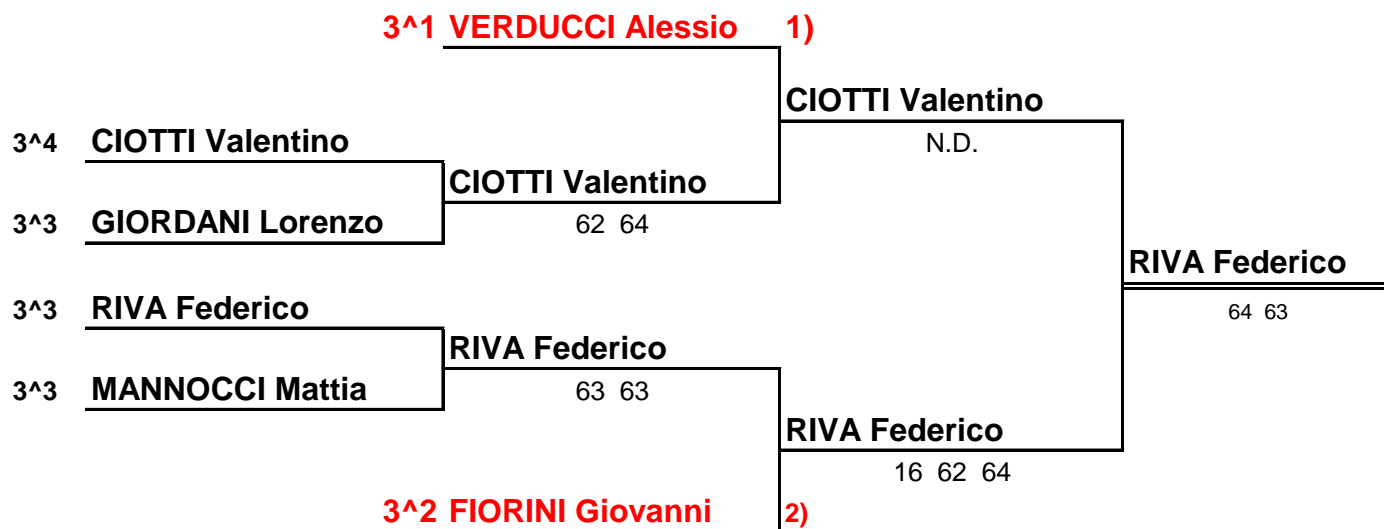 3^1 VERDUCCI Alessio 1)
CIOTTI Valentino
3^4 CIOTTI Valentino
N.D.
CIOTTI Valentino
3^3 GIORDANI Lorenzo
62 64
RIVA Federico
3^3 RIVA Federico
64 63
RIVA Federico
3^3 MANNOCCI Mattia
63 63
RIVA Federico
16 62 64
3^2 FIORINI Giovanni 2)